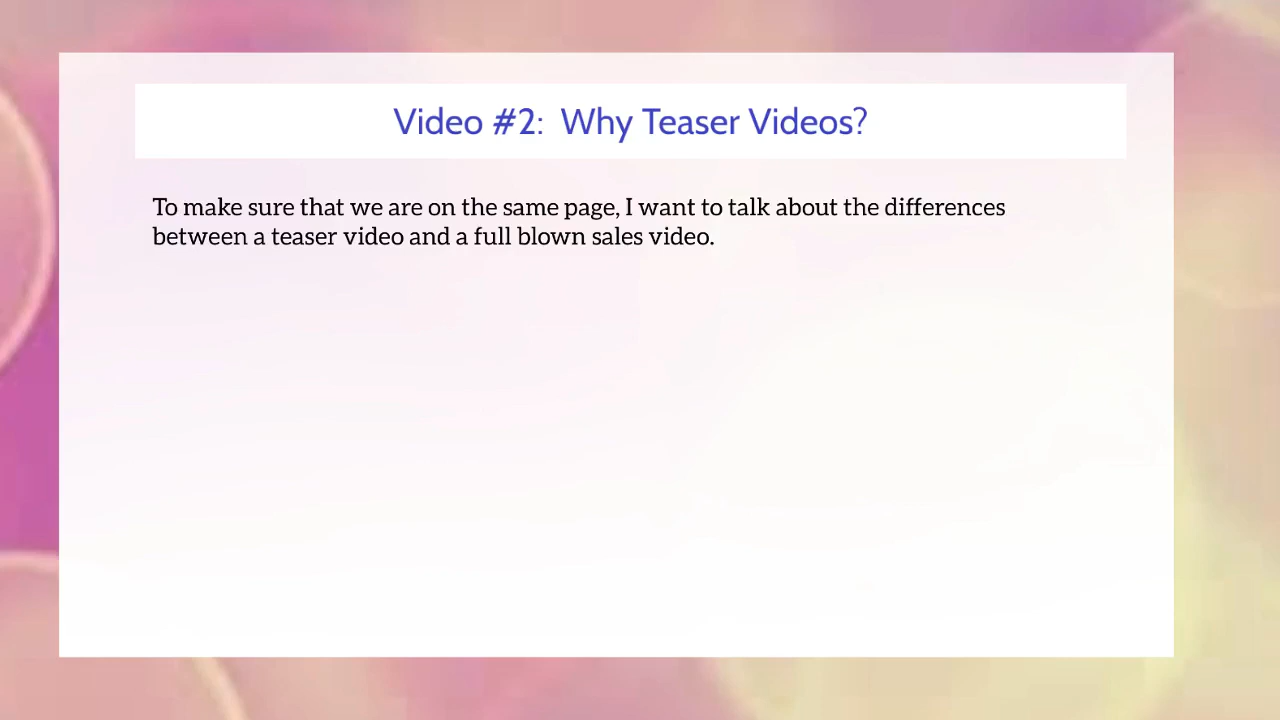 Video #2:  Why Teaser Videos?
To make sure that we are on the same page, I want to talk about the differences
between a teaser video and a full blown sales video.